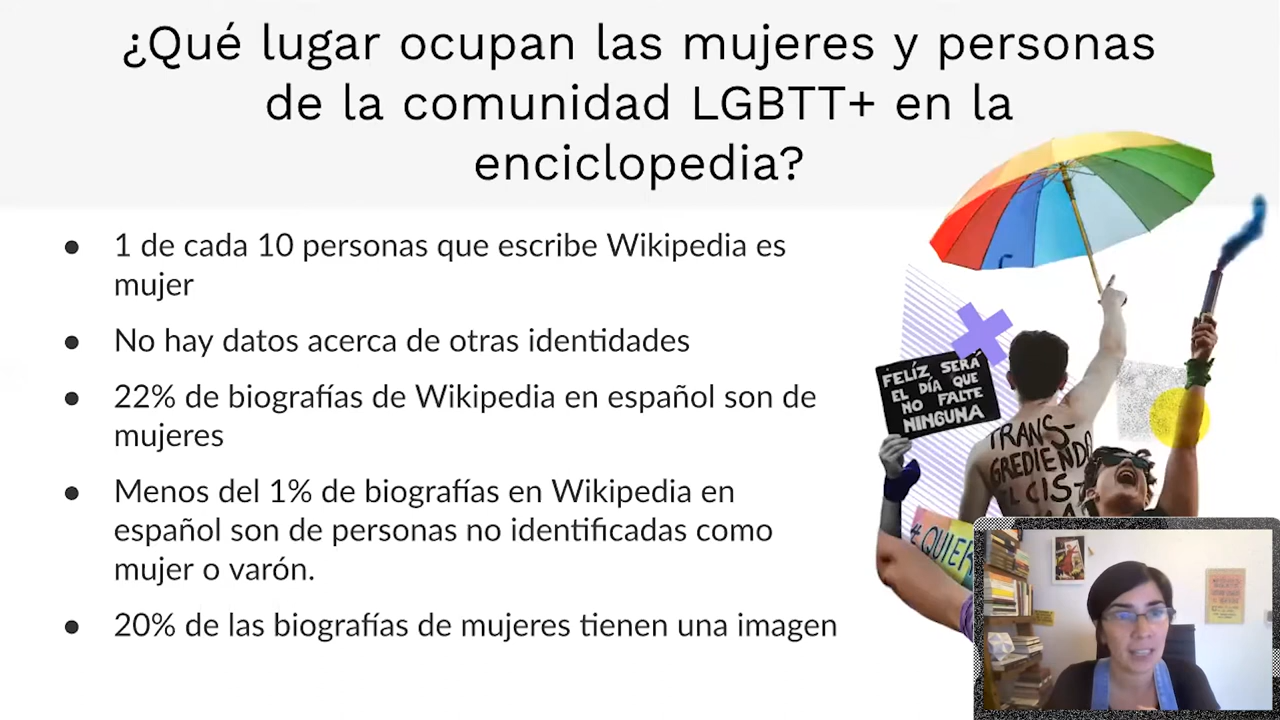 ¿Qué lugar ocupan las mujeres y personas
de la comunidad LGBTT+ en la
enciclopedia?
● 1 de cada 10 personas que escribe Wikipedia es
mujer
● No hay datos acerca de otras identidades
● 22% de biografías de Wikipedia en español son de
mujeres
● Menos del 1% de biografías en Wikipedia en
español son de personas no identificadas como
mujer o varón.
● 20% de las biografías de mujeres tienen una imagen
FELÍZ SERÁ
EL DÍA QUE
NO FALTE
NINGUNA
TRANS-
GREDIENDO
EL CIS-